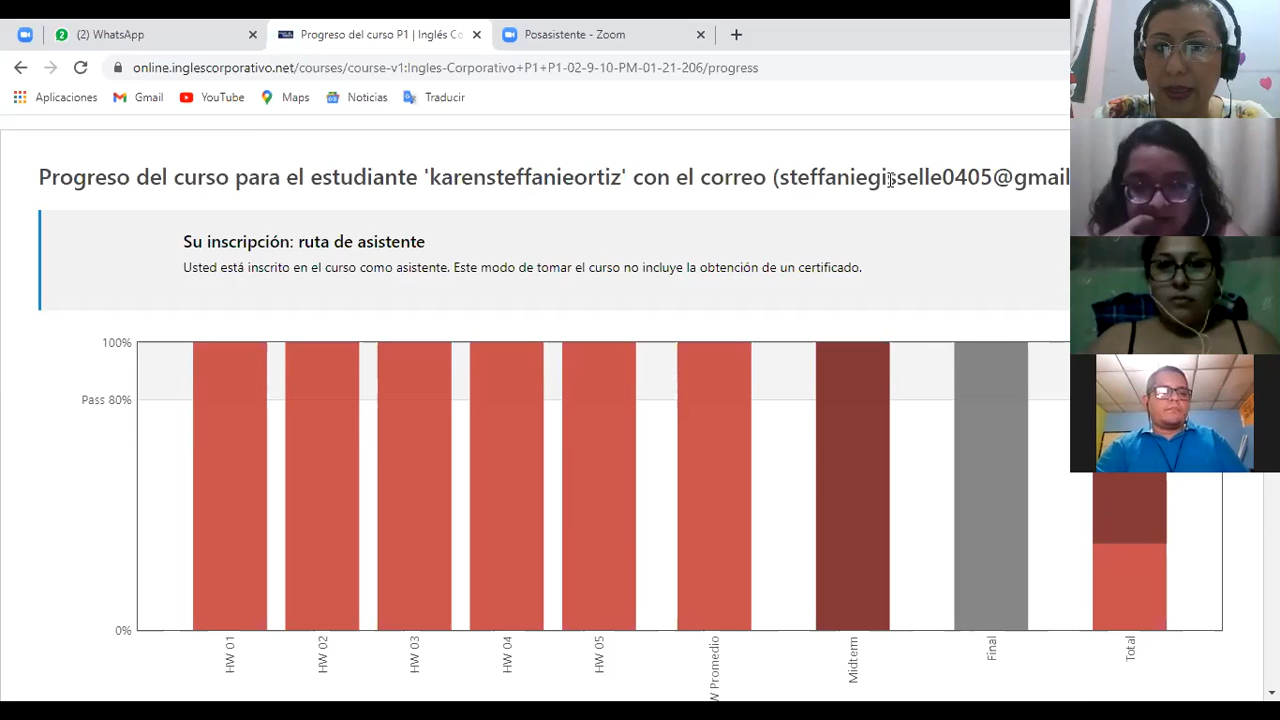 (2) WhatsApp
Progreso del curso P1 | Inglés Co
Posasistente - Zoom
online.inglescorporativo.net/courses/course-v1:Ingles-Corporativo+P1+P1-02-9-10-PM-01-21-206/progress
Aplicaciones Gmail YouTube Maps Noticias Traducir
Progreso del curso para el estudiante 'karensteffanieortiz' con el correo (steffaniegisselle0405@gmail
Su inscripción: ruta de asistente
Usted está inscrito en el curso como asistente. Este modo de tomar el curso no incluye la obtención de un certificado.
100%
Pass 80%
0%
HW 01
HW 02
HW 03
HW 04
HW 05
W Promedio
Midterm
Final
Total